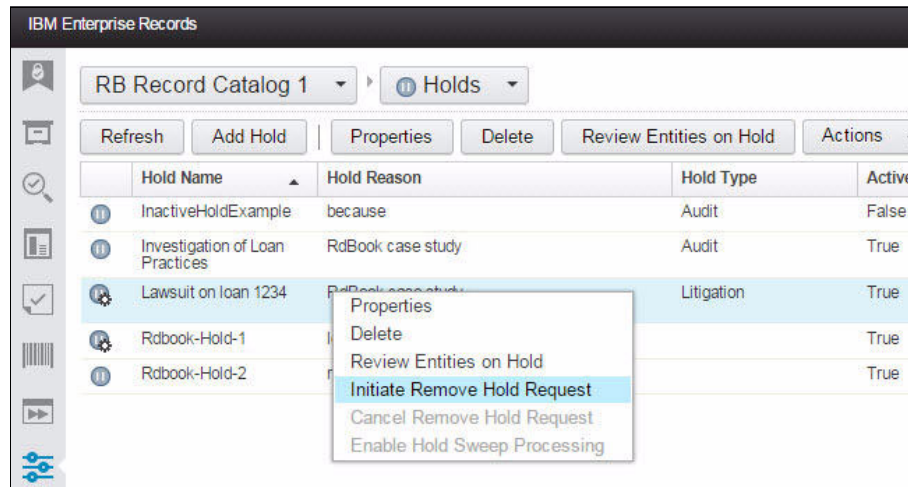 IBM Enterprise Records
RB Record Catalog 1
Holds
Refresh Add Hold Properties Delete Review Entities on Hold Actions
Hold Name Hold Reason Hold Type Active
InactiveHoldExample because Audit False
Investigation of Loan RdBook case study Audit True
Practices
Lawsuit on loan 1234 RdBook case study Litigation True
Properties
Delete
Rdbook-Hold-1 True
Review Entities on Hold
Rdbook-Hold-2 True
Initiate Remove Hold Request
Cancel Remove Hold Request
Enable Hold Sweep Processing